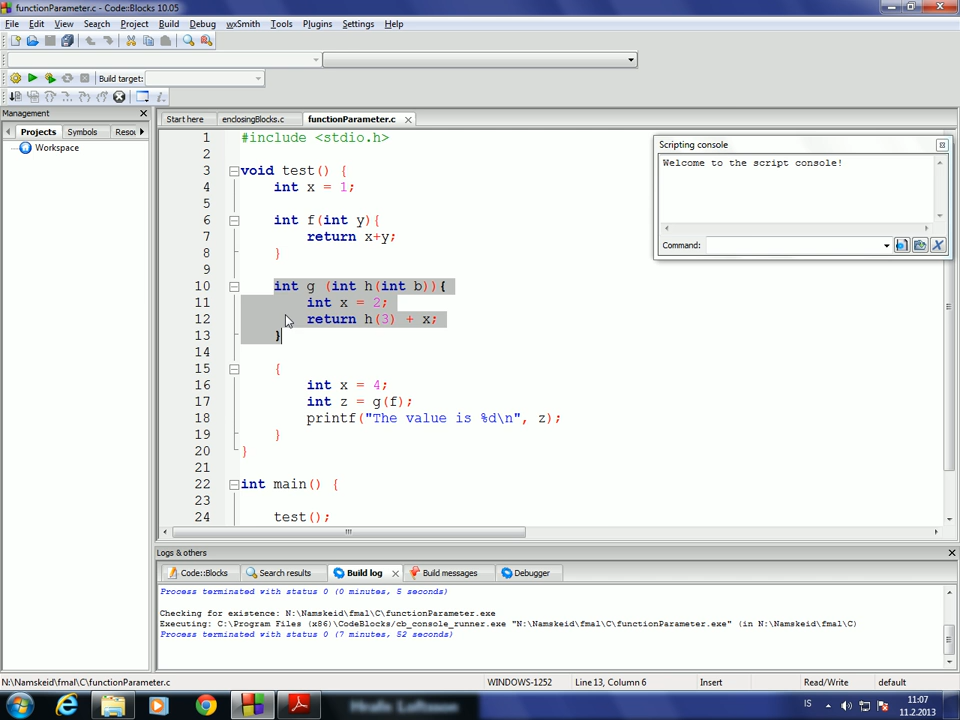 functionParameter.c - Code::Blocks 10.05
File Edit View Search Project Build Debug wxSmith Tools Plugins Settings Help
Build target:
Management
Projects Symbols Resou
Workspace
Start here enclosingBlocks.c functionParameter.c
1 #include <stdio.h>
2
3 void test() {
4 int x = 1;
5
6 int f(int y){
7 return x+y;
8 }
9
10 int g (int h(int b)){
11 int x = 2;
12 return h(3) + x;
13 }
14
15 {
16 int x = 4;
17 int z = g(f);
18 printf("The value is %d\n", z);
19 }
20 }
21
22 int main() {
23
24 test();
Scripting console
Welcome to the script console!
Command:
Logs & others
Code::Blocks Search results Build log Build messages Debugger
Process terminated with status 0 (0 minutes, 5 seconds)
Checking for existence: N:\Namskeid\fmal\C\functionParameter.exe
Executing: C:\Program Files (x86)\CodeBlocks/cb_console_runner.exe "N:\Namskeid\fmal\C\functionParameter.exe" (in N:\Namskeid\fmal\C)
Process terminated with status 0 (7 minutes, 52 seconds)
N:\Namskeid\fmal\C\functionParameter.c WINDOWS-1252 Line 13, Column 6 Insert Read/Write default
Hrafn Loftsson
IS 11:07
11.2.2013